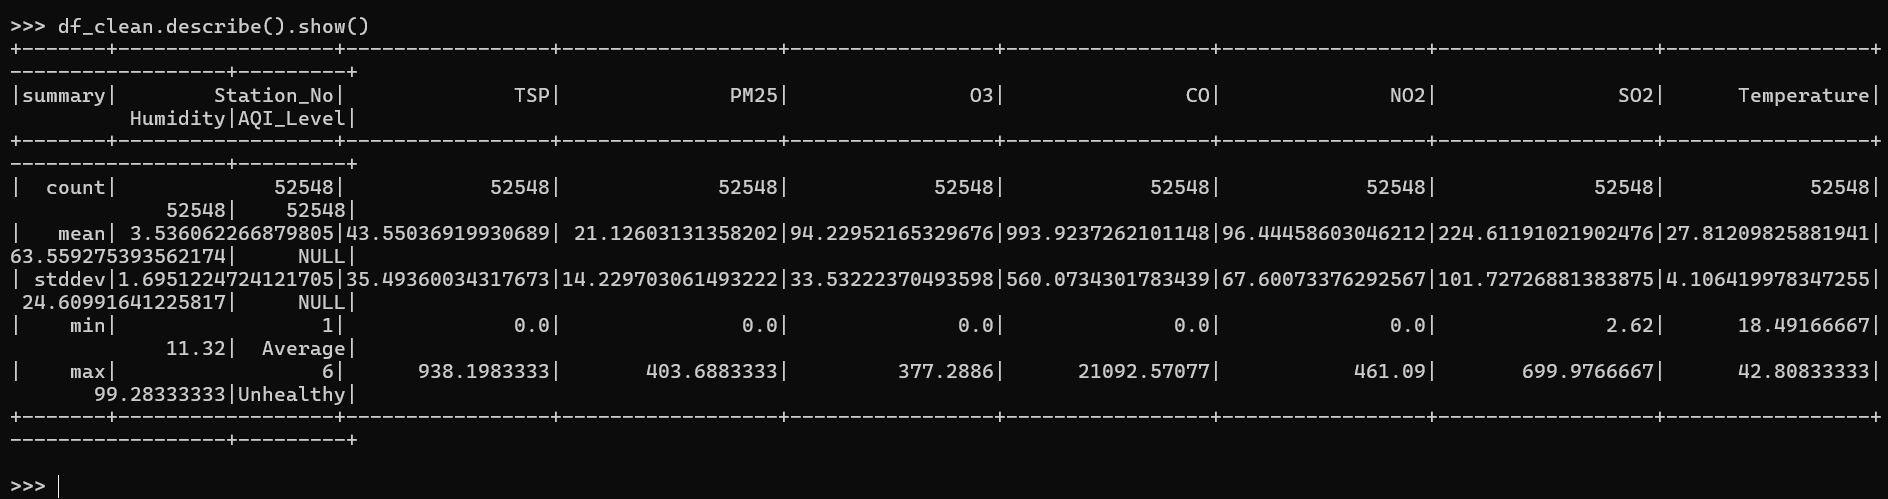 >>> df_clean.describe().show()
+-------+------------------+-----------------+------------------+-----------------+-----------------+-----------------+------------------+-----------------+
------------------+---------+
|summary|        Station_No|              TSP|              PM25|               O3|               CO|              NO2|               SO2|      Temperature|
          Humidity|AQI_Level|
+-------+------------------+-----------------+------------------+-----------------+-----------------+-----------------+------------------+-----------------+
------------------+---------+
|  count|             52548|            52548|             52548|            52548|            52548|            52548|             52548|            52548|
             52548|    52548|
|   mean| 3.536062266879805|43.55036919930689| 21.12603131358202|94.22952165329676|993.9237262101148|96.44458603046212|224.61191021902476|27.81209825881941|
63.559275393562174|     NULL|
| stddev|1.6951224724121705|35.49360034317673|14.229703061493222|33.53222370493598|560.0734301783439|67.60073376292567|101.72726881383875|4.106419978347255|
 24.60991641225817|     NULL|
|    min|                 1|              0.0|               0.0|              0.0|              0.0|              0.0|              2.62|      18.49166667|
             11.32|  Average|
|    max|                 6|      938.1983333|       403.6883333|         377.2886|      21092.57077|           461.09|       699.9766667|      42.80833333|
       99.28333333|Unhealthy|
+-------+------------------+-----------------+------------------+-----------------+-----------------+-----------------+------------------+-----------------+
------------------+---------+
>>>